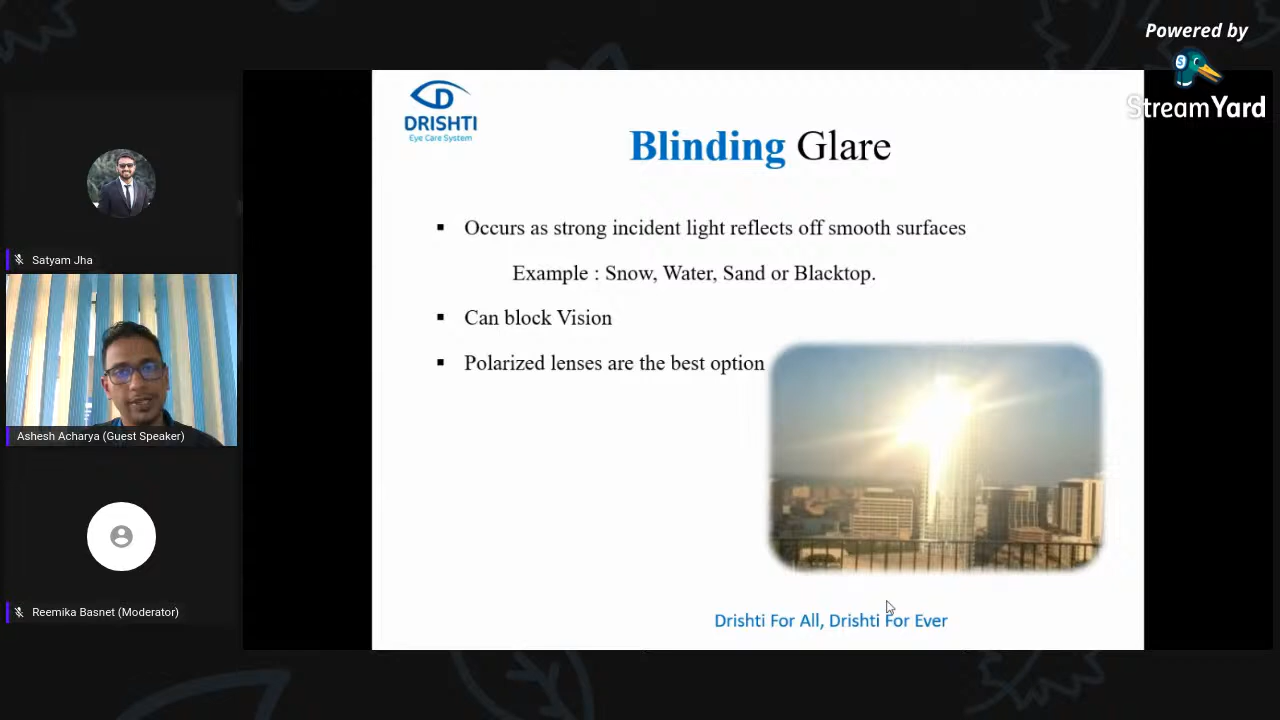 Powered by
StreamYard
DRISHTI
Eye Care System
Blinding Glare
▪ Occurs as strong incident light reflects off smooth surfaces
Example : Snow, Water, Sand or Blacktop.
▪ Can block Vision
▪ Polarized lenses are the best option
Drishti For All, Drishti For Ever
Satyam Jha
Ashesh Acharya (Guest Speaker)
Reemika Basnet (Moderator)